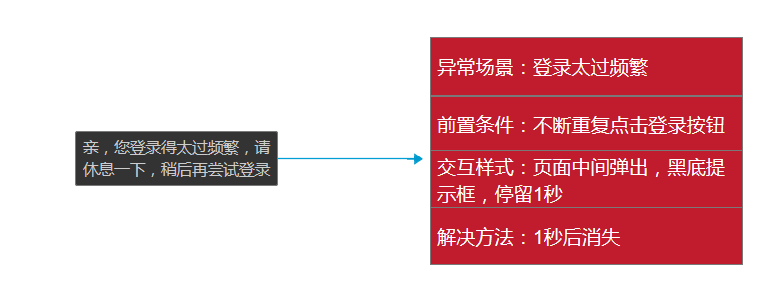 亲，您登录得太过频繁，请
休息一下，稍后再尝试登录
异常场景：登录太过频繁
前置条件：不断重复点击登录按钮
交互样式：页面中间弹出，黑底提
示框，停留1秒
解决方法：1秒后消失